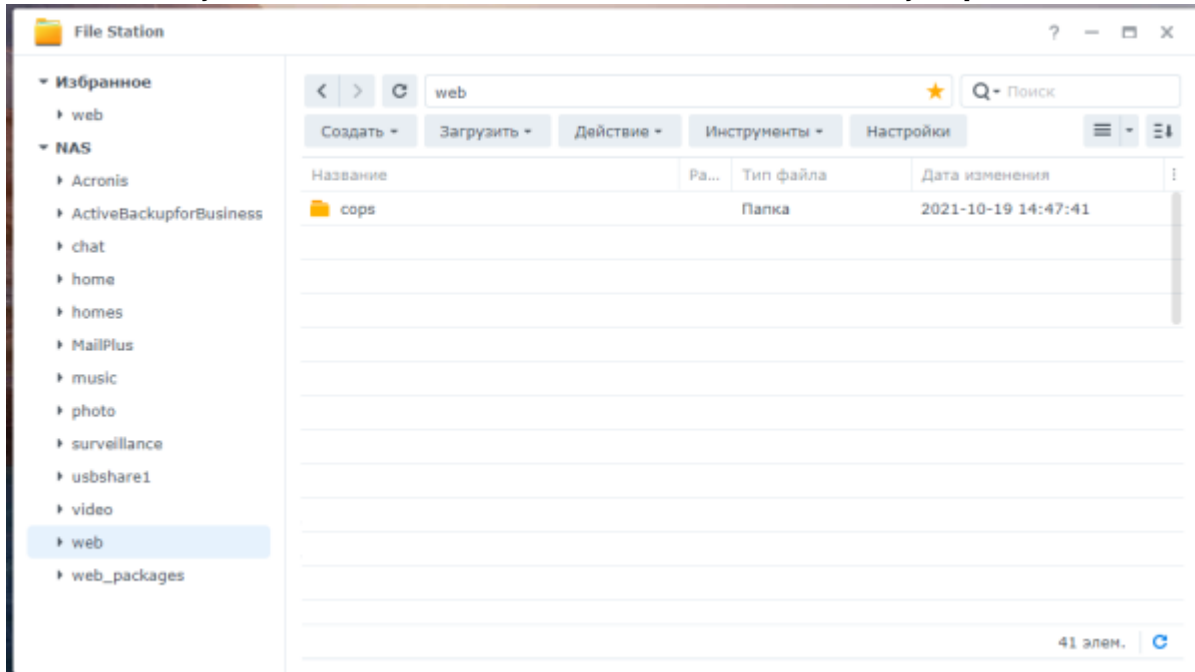 File Station
Избранное
web
NAS
Acronis
ActiveBackupforBusiness
chat
home
homes
MailPlus
music
photo
surveillance
usbshare1
video
web
web_packages
web
Поиск
Создать
Загрузить
Действие
Инструменты
Настройки
Название Ра... Тип файла Дата изменения
cops Папка 2021-10-19 14:47:41
41 элем.